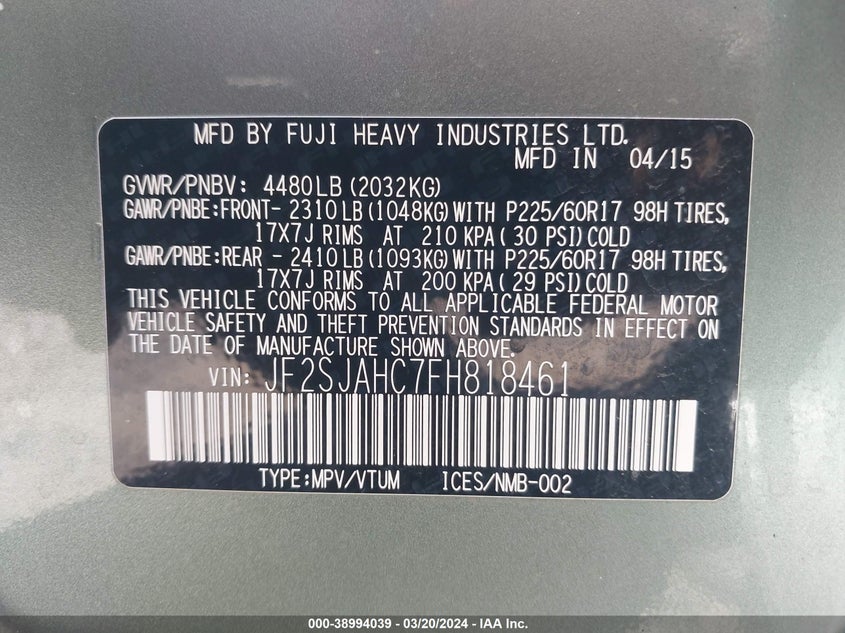 MFD BY FUJI HEAVY INDUSTRIES LTD.
MFD IN 04/15
GVWR/PNBV: 4480LB (2032KG)
GAWR/PNBE:FRONT- 2310LB (1048KG) WITH P225/60R17 98H TIRES,
17X7J RIMS AT 210 KPA ( 30 PSI) COLD
GAWR/PNBE:REAR - 2410LB (1093KG) WITH P225/60R17 98H TIRES,
17X7J RIMS AT 200 KPA ( 29 PSI) COLD
THIS VEHICLE CONFORMS TO ALL APPLICABLE FEDERAL MOTOR
VEHICLE SAFETY AND THEFT PREVENTION STANDARDS IN EFFECT ON
THE DATE OF MANUFACTURE SHOWN ABOVE.
VIN: JF2SJAHC7FH818461
TYPE:MPV/VTUM ICES/NMB-002
000-38994039 - 03/20/2024 - IAA Inc.